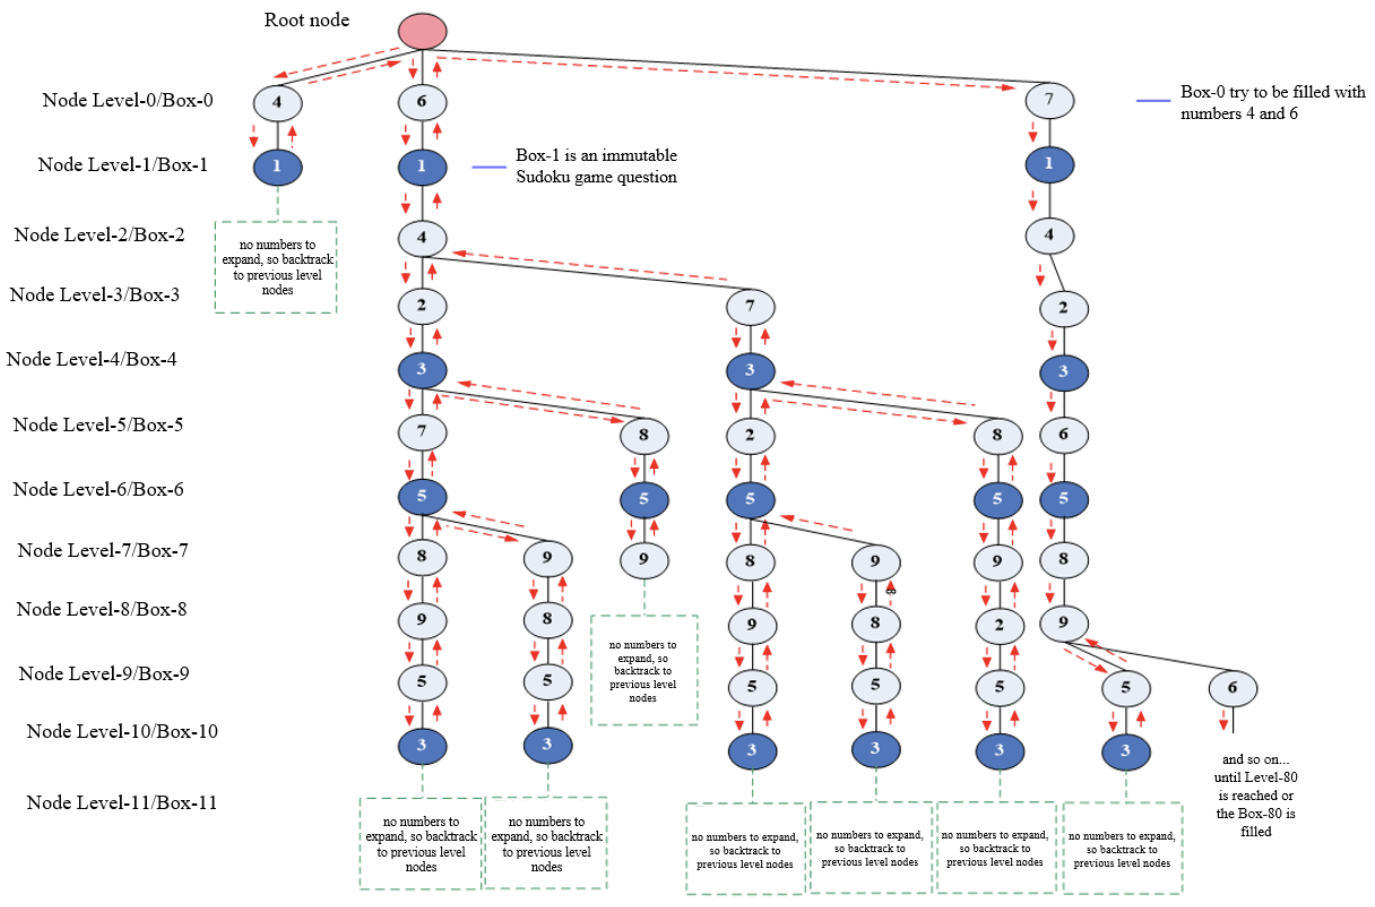 Root node
Node Level-0/Box-0
4
6
7
Box-0 try to be filled with
numbers 4 and 6
Node Level-1/Box-1
1
1
1
Box-1 is an immutable
Sudoku game question
Node Level-2/Box-2
4
4
no numbers to
expand, so backtrack
to previous level
nodes
Node Level-3/Box-3
2
7
2
Node Level-4/Box-4
3
3
3
Node Level-5/Box-5
7
8
2
8
6
Node Level-6/Box-6
5
5
5
5
5
Node Level-7/Box-7
8
9
9
8
9
9
8
8
Node Level-8/Box-8
9
8
9
8
2
9
no numbers to
expand, so
backtrack to
previous level
nodes
Node Level-9/Box-9
5
5
5
5
5
5
6
Node Level-10/Box-10
3
3
3
3
3
3
and so on...
until Level-80
is reached or
the Box-80 is
filled
Node Level-11/Box-11
no numbers to
expand, so backtrack
to previous level
nodes
no numbers to
expand, so backtrack
to previous level
nodes
no numbers to expand,
so backtrack to
previous level nodes
no numbers to expand,
so backtrack to
previous level nodes
no numbers to expand,
so backtrack to
previous level nodes
no numbers to expand,
so backtrack to
previous level nodes